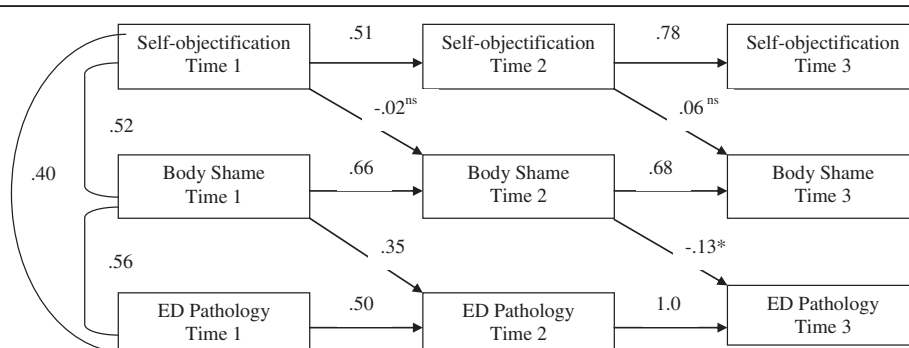 Self-objectification
Time 1
.51
Self-objectification
Time 2
.78
Self-objectification
Time 3
-.02ns
.06 ns
.52
.40
Body Shame
Time 1
.66
Body Shame
Time 2
.68
Body Shame
Time 3
.35
-.13*
.56
ED Pathology
Time 1
.50
ED Pathology
Time 2
1.0
ED Pathology
Time 3